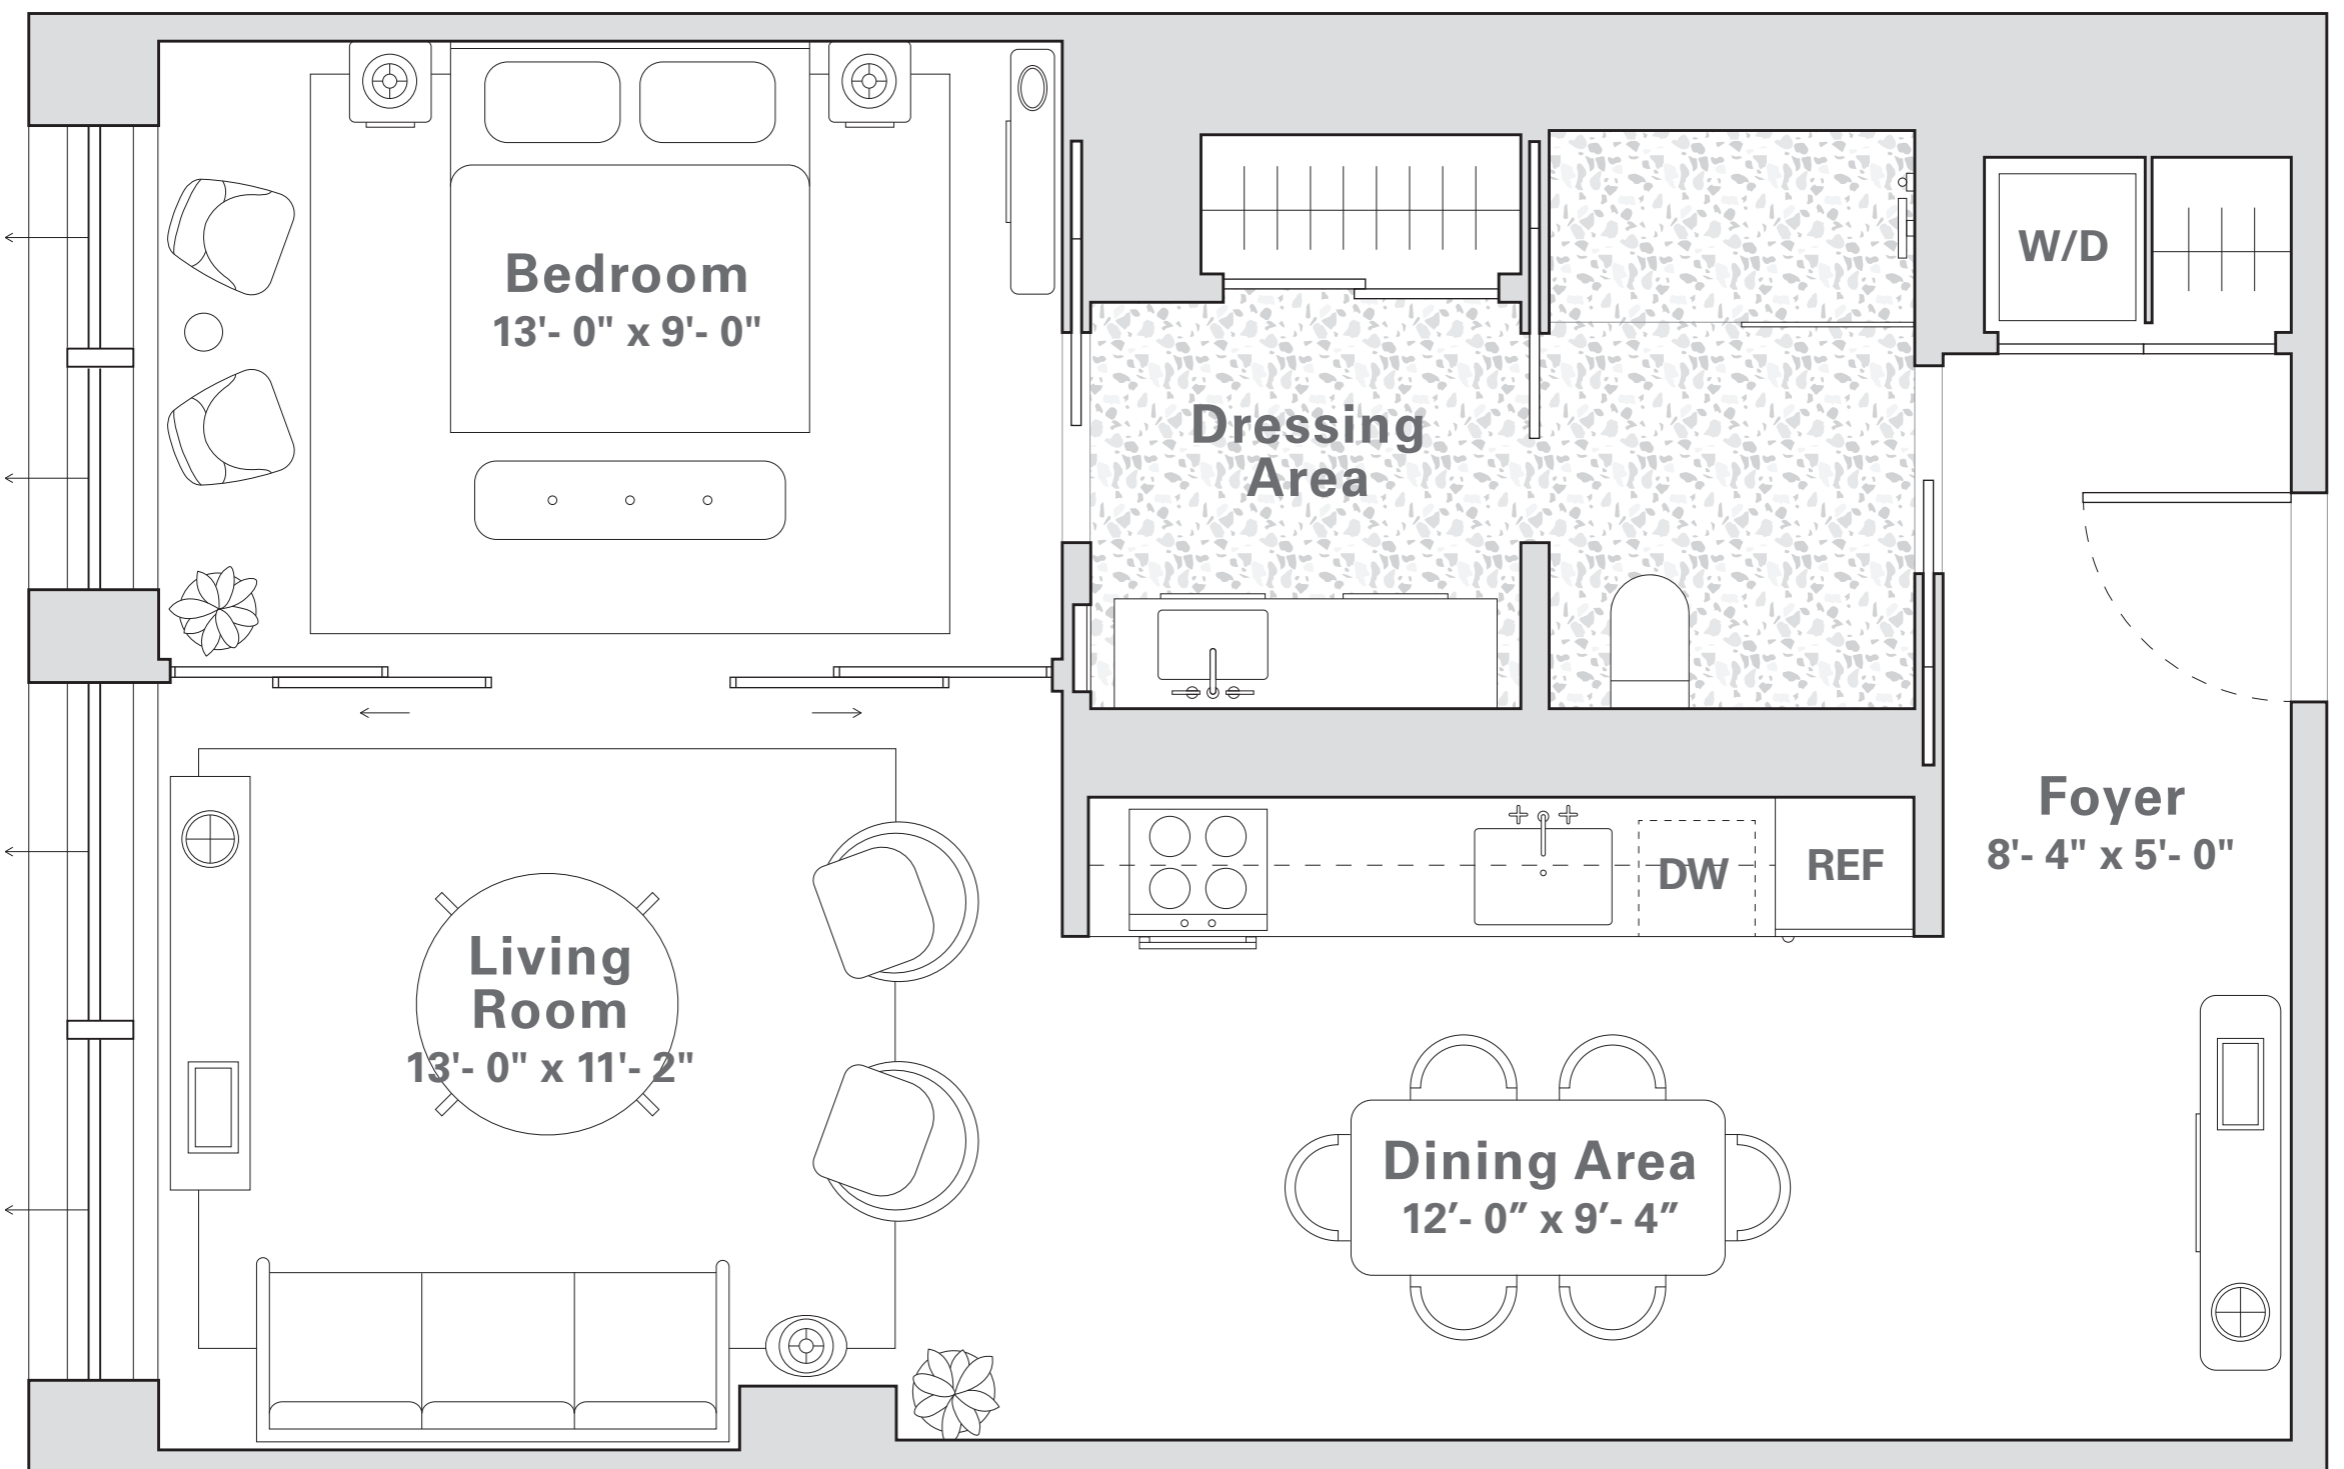 Bedroom
13'- 0" x 9'- 0"
W/D
Dressing
Area
Foyer
8'- 4" x 5'- 0"
DW
REF
Living
Room
13'- 0" x 11'- 2"
Dining Area
12’- 0” x 9’- 4”